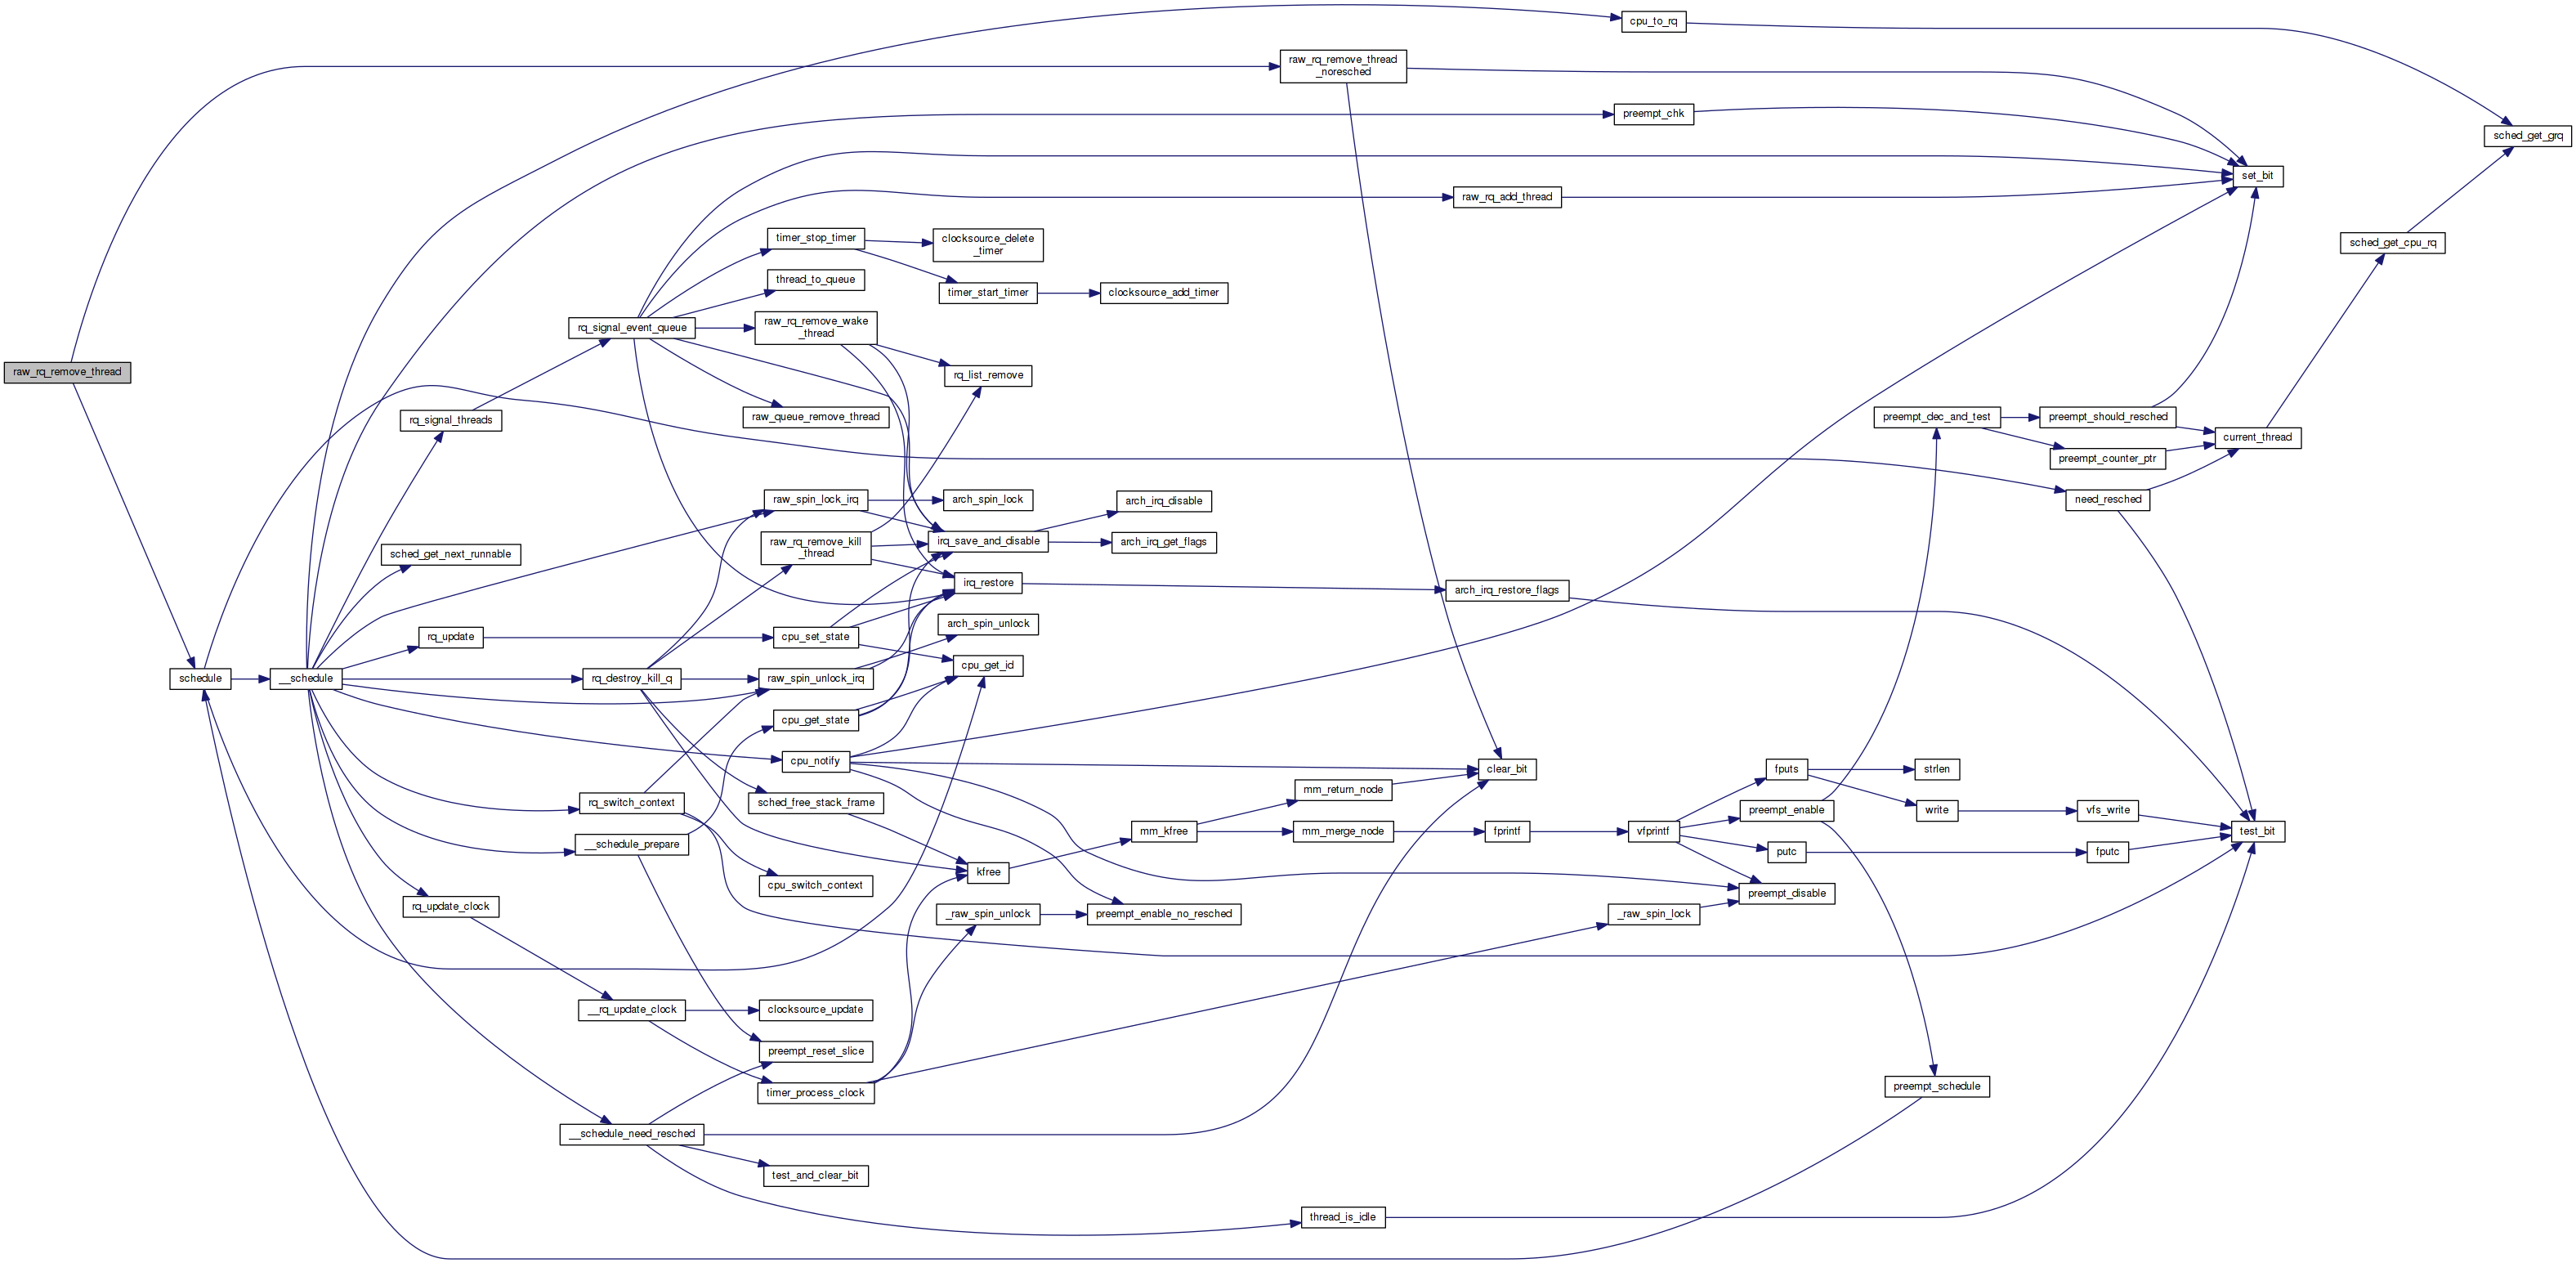 cpu_to_rq
raw_rq_remove_thread
_noresched
preempt_chk
sched_get_grq
set_bit
raw_rq_add_thread
timer_stop_timer
clocksource_delete
_timer
sched_get_cpu_rq
thread_to_queue
timer_start_timer
clocksource_add_timer
rq_signal_event_queue
raw_rq_remove_wake
_thread
raw_rq_remove_thread
rq_list_remove
rq_signal_threads
raw_queue_remove_thread
preempt_dec_and_test
preempt_should_resched
current_thread
preempt_counter_ptr
raw_spin_lock_irq
arch_spin_lock
arch_irq_disable
need_resched
sched_get_next_runnable
raw_rq_remove_kill
_thread
irq_save_and_disable
arch_irq_get_flags
irq_restore
arch_irq_restore_flags
rq_update
cpu_set_state
arch_spin_unlock
cpu_get_id
schedule
__schedule
rq_destroy_kill_q
raw_spin_unlock_irq
cpu_get_state
cpu_notify
clear_bit
fputs
strlen
mm_return_node
rq_switch_context
sched_free_stack_frame
preempt_enable
write
vfs_write
mm_kfree
mm_merge_node
fprintf
vfprintf
test_bit
__schedule_prepare
putc
fputc
kfree
cpu_switch_context
preempt_disable
rq_update_clock
_raw_spin_unlock
preempt_enable_no_resched
_raw_spin_lock
__rq_update_clock
clocksource_update
preempt_reset_slice
timer_process_clock
preempt_schedule
__schedule_need_resched
test_and_clear_bit
thread_is_idle